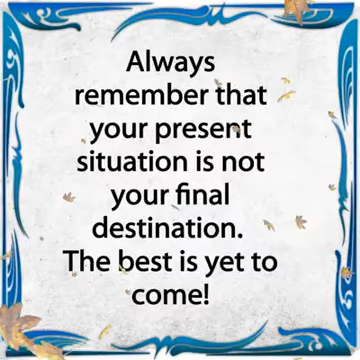 Always
remember that
your present
situation is not
your final
destination.
The best is yet to
come!